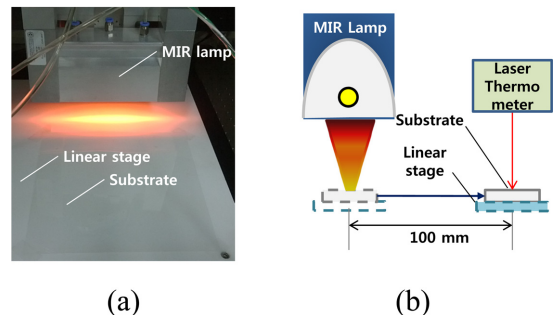 MIR lamp
Linear stage
Substrate
(a)
MIR Lamp
Laser
Thermo
meter
Substrate
Linear
stage
100 mm
(b)